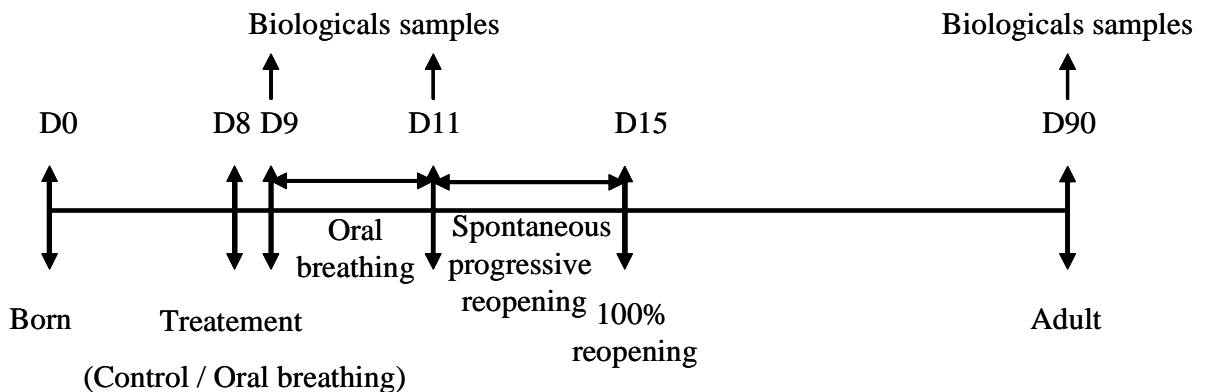 Biologicals samples
Biologicals samples
D0
D8
D9
D11
D15
D90
Oral
breathing
Spontaneous
progressive
reopening
Born
Treatement
(Control / Oral breathing)
100%
reopening
Adult